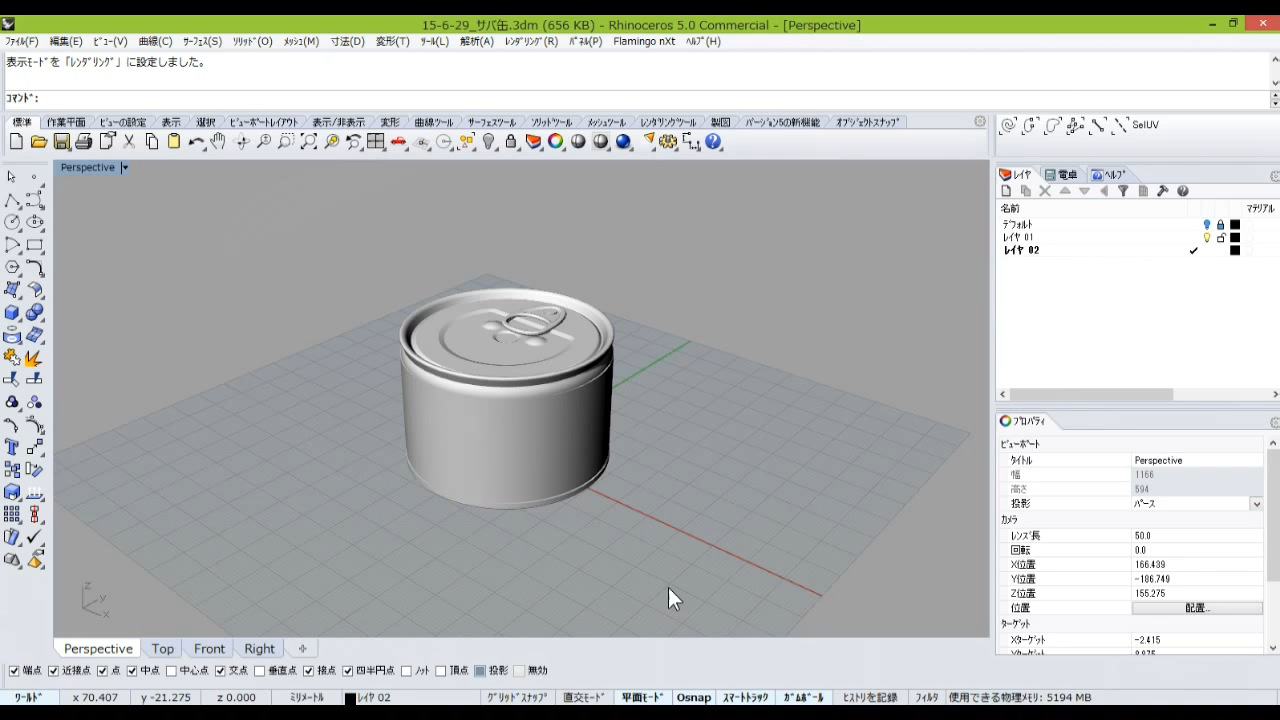 15-6-29_サバ缶.3dm (656 KB) - Rhinoceros 5.0 Commercial - [Perspective]
ﾌｧｲﾙ(F) 編集(E) ﾋﾞｭｰ(V) 曲線(C) ｻｰﾌｪｽ(S) ｿﾘｯﾄﾞ(O) ﾒｯｼｭ(M) 寸法(D) 変形(T) ﾂｰﾙ(L) 解析(A) ﾚﾝﾀﾞﾘﾝｸﾞ(R) ﾊﾟﾈﾙ(P) Flamingo nXt ﾍﾙﾌﾟ(H)
表示ﾓｰﾄﾞを「ﾚﾝﾀﾞﾘﾝｸﾞ」に設定しました。
ｺﾏﾝﾄﾞ:
標準 作業平面 ﾋﾞｭｰの設定 表示 選択 ﾋﾞｭｰﾎﾟｰﾄﾚｲｱｳﾄ 表示/非表示 変形 曲線ﾂｰﾙ ｻｰﾌｪｽﾂｰﾙ ｿﾘｯﾄﾞﾂｰﾙ ﾒｯｼｭﾂｰﾙ ﾚﾝﾀﾞﾘﾝｸﾞﾂｰﾙ 製図 ﾊﾞｰｼﾞｮﾝ5の新機能 ｵﾌﾞｼﾞｪｸﾄｽﾅｯﾌﾟ
SelUV
Perspective
z
y
x
ﾚｲﾔ 電卓 ﾍﾙﾌﾟ
名前 ﾏﾃﾘｱﾙ
ﾃﾞﾌｫﾙﾄ
ﾚｲﾔ 01
ﾚｲﾔ 02
ﾌﾟﾛﾊﾟﾃｨ
ﾋﾞｭｰﾎﾟｰﾄ
ﾀｲﾄﾙ Perspective
幅 1166
高さ 594
投影 ﾊﾟｰｽ
ｶﾒﾗ
ﾚﾝｽﾞ長 50.0
回転 0.0
X位置 166.439
Y位置 -186.749
Z位置 155.275
位置 配置...
ﾀｰｹﾞｯﾄ
Xﾀｰｹﾞｯﾄ -2.415
Perspective Top Front Right
端点 近接点 点 中点 中心点 交点 垂直点 接点 四半円点 ﾉｯﾄ 頂点 投影 無効
ﾜｰﾙﾄﾞ x 70.407 y -21.275 z 0.000 ﾐﾘﾒｰﾄﾙ ﾚｲﾔ 02 ｸﾞﾘｯﾄﾞｽﾅｯﾌﾟ 直交ﾓｰﾄﾞ 平面ﾓｰﾄﾞ Osnap ｽﾏｰﾄﾄﾗｯｸ ｶﾞﾑﾎﾞｰﾙ ﾋｽﾄﾘを記録 ﾌｨﾙﾀ 使用できる物理ﾒﾓﾘ: 5194 MB